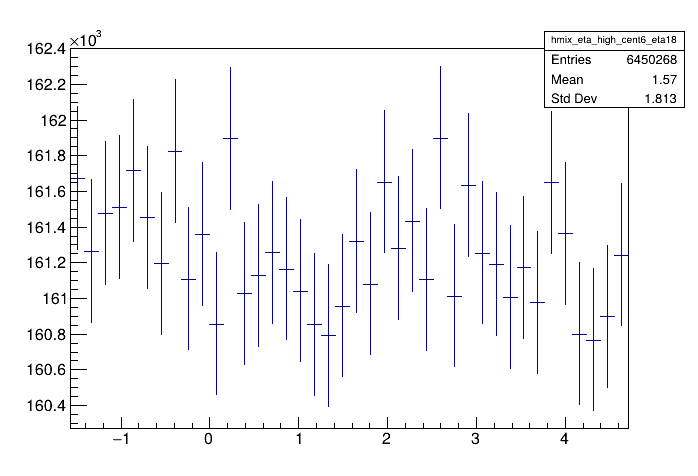 ×10³
hmix_eta_high_cent6_eta18
Entries 6450268
Mean 1.57
Std Dev 1.813
162.4
162.2
162
161.8
161.6
161.4
161.2
161
160.8
160.6
160.4
−1 0 1 2 3 4